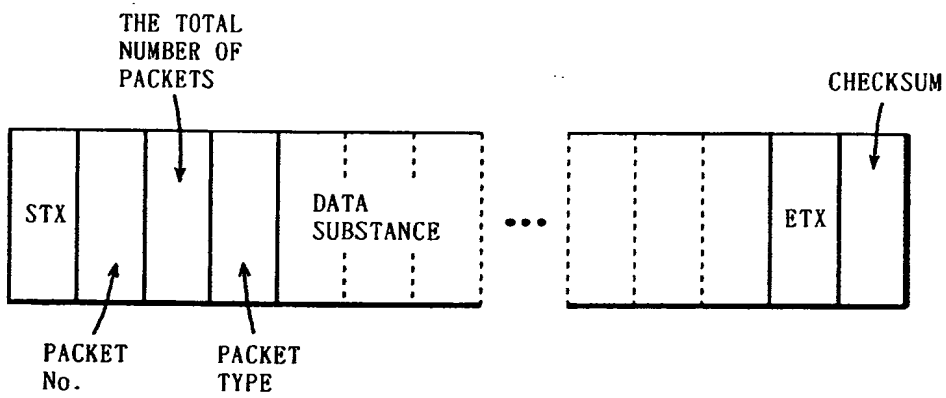 THE TOTAL
NUMBER OF
PACKETS
CHECKSUM
STX
DATA
SUBSTANCE
ETX
PACKET
No.
PACKET
TYPE